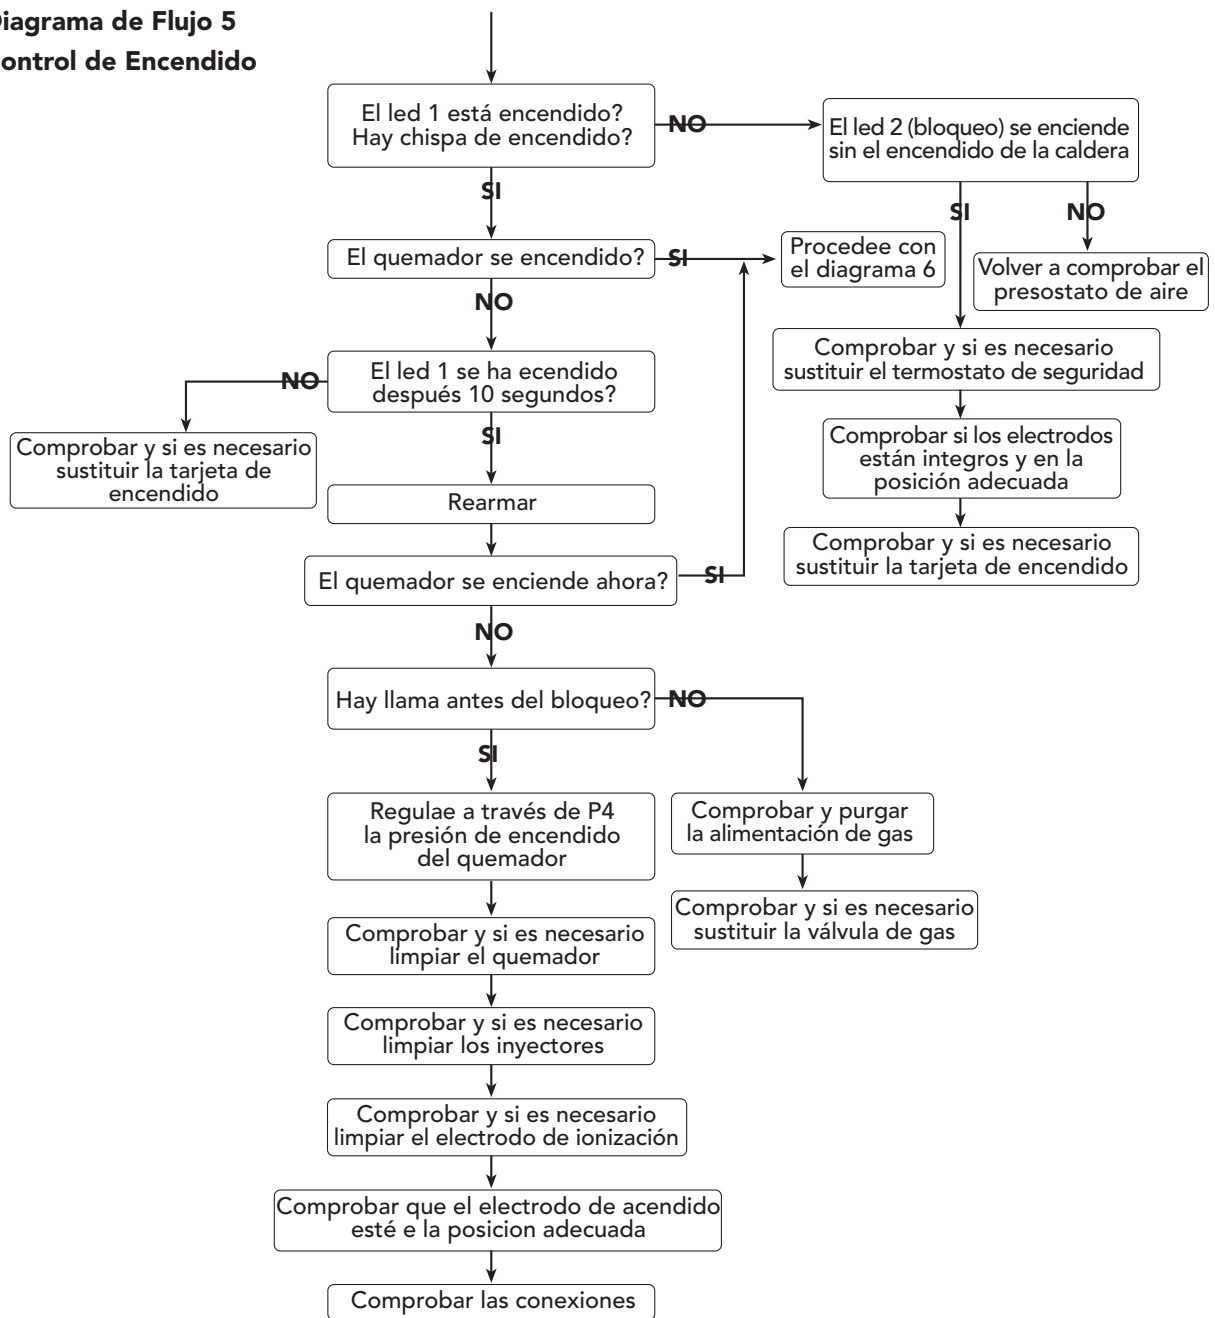 iagrama de Flujo 5
ontrol de Encendido
El led 1 está encendido?
Hay chispa de encendido?
NO
El led 2 (bloqueo) se enciende
sin el encendido de la caldera
SI
SI
NO
El quemador se encendido?
SI
Procedee con
el diagrama 6
Volver a comprobar el
presostato de aire
NO
Comprobar y si es necesario
sustituir el termostato de seguridad
El led 1 se ha ecendido
después 10 segundos?
NO
Comprobar y si es necesario
sustituir la tarjeta de
encendido
SI
Comprobar si los electrodos
están integros y en la
posición adecuada
Rearmar
Comprobar y si es necesario
sustituir la tarjeta de encendido
El quemador se enciende ahora?
SI
NO
Hay llama antes del bloqueo?
NO
SI
Regulae a través de P4
la presión de encendido
del quemador
Comprobar y purgar
la alimentación de gas
Comprobar y si es necesario
sustituir la válvula de gas
Comprobar y si es necesario
limpiar el quemador
Comprobar y si es necesario
limpiar los inyectores
Comprobar y si es necesario
limpiar el electrodo de ionización
Comprobar que el electrodo de acendido
esté e la posicion adecuada
Comprobar las conexiones